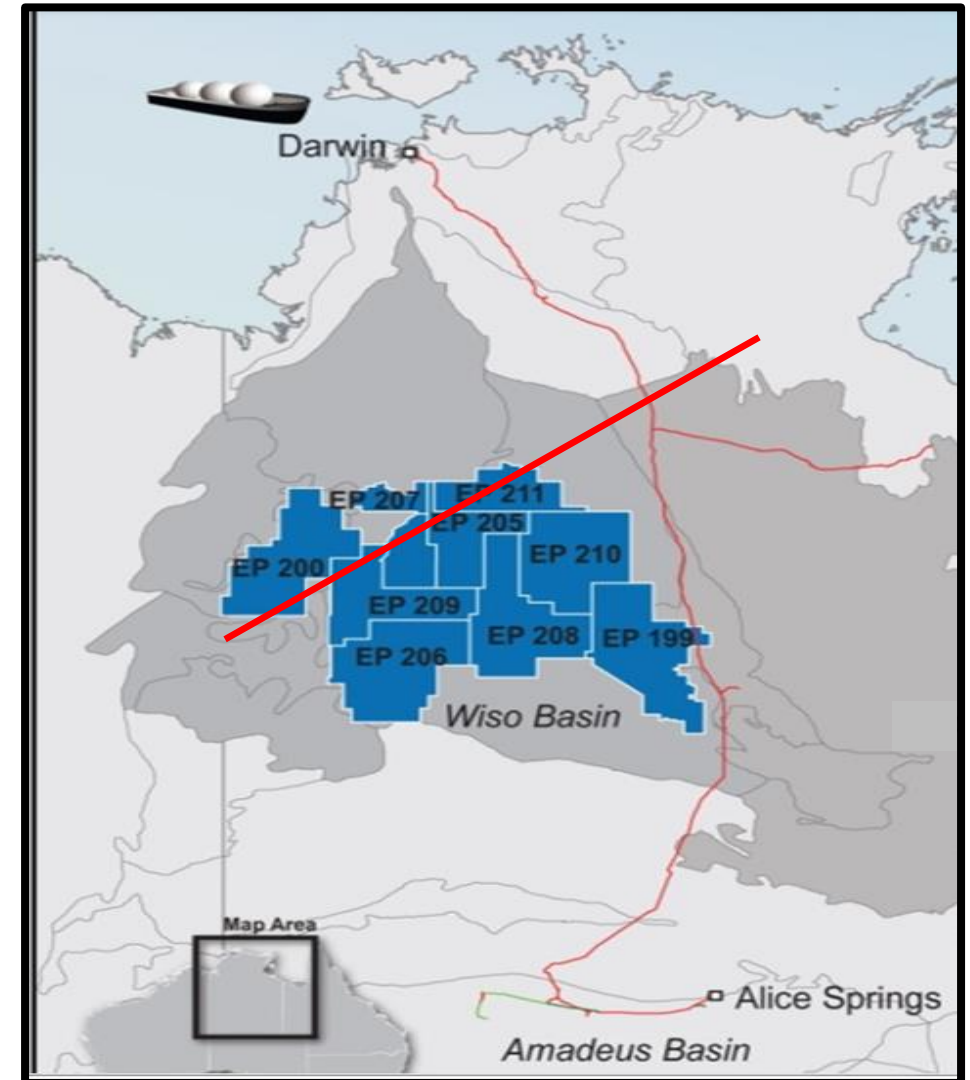 Darwin
EP 207
EP 211
EP 205
EP 210
EP 200
EP 209
EP 208
EP 199
EP 206
Wiso Basin
Map Area
Alice Springs
Amadeus Basin